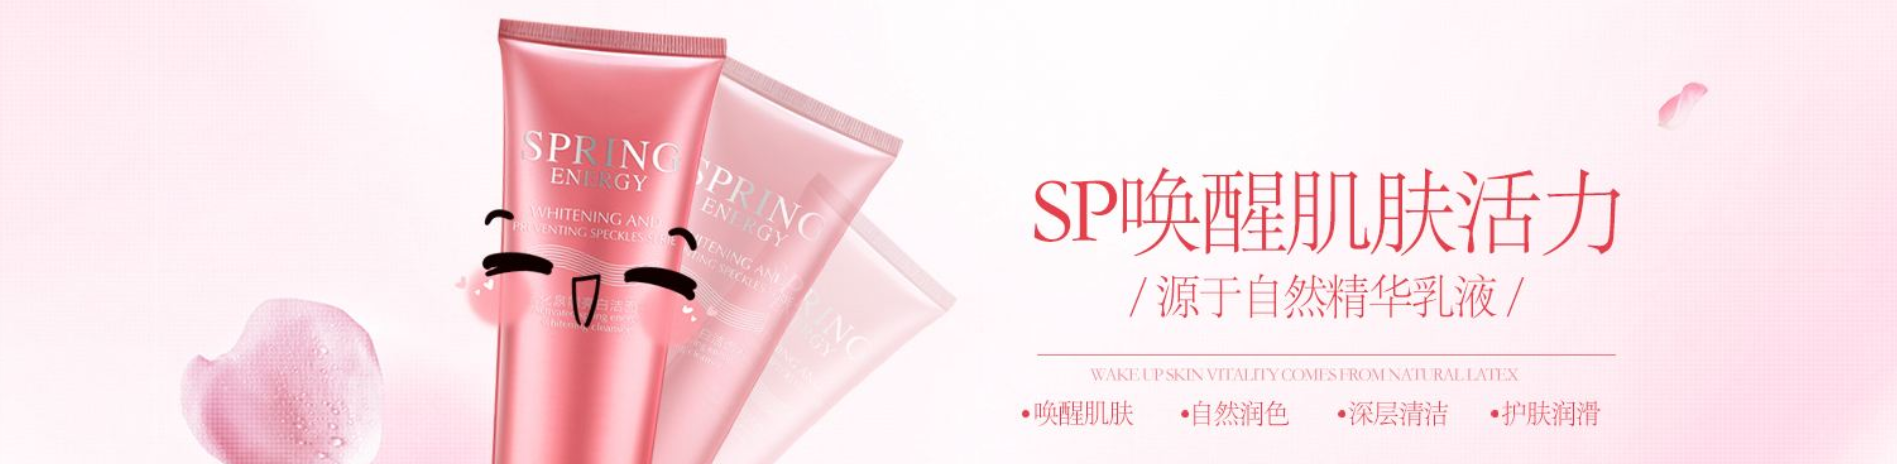 SPRING
ENERGY
WHITENING AND
PREVENTING SPECKLES
SPRING
ENERGY
SP唤醒肌肤活力
/ 源于自然精华乳液 /
WAKE UP SKIN VITALITY COMES FROM NATURAL LATEX
•唤醒肌肤 •自然润色 •深层清洁 •护肤润滑